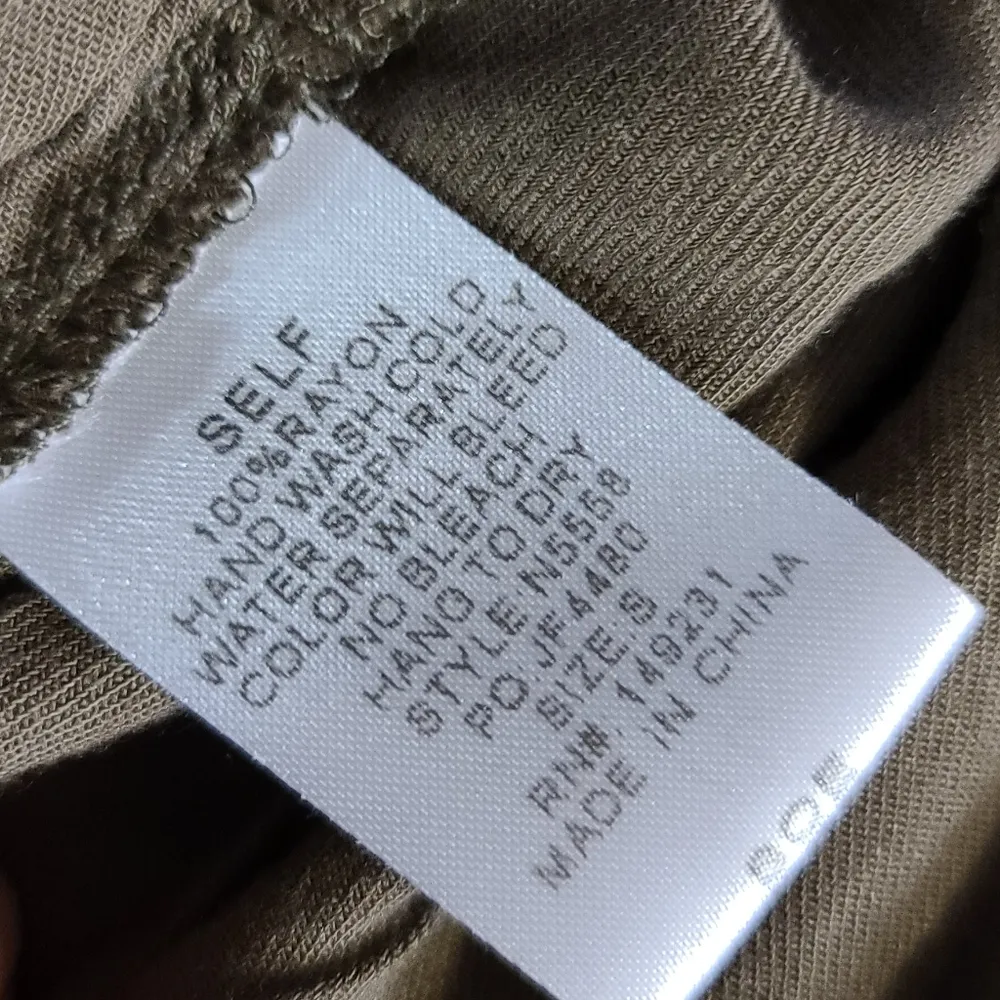 SELF
100%RAYON
HAND WASH COLD
WATER SEPARATELY
COLOR WILL BLEED
NO BLEACH
HANG TO DRY
STYLE:N5558
PO.:JF4480
SIZE:S
RN#: 149231
MADE IN CHINA